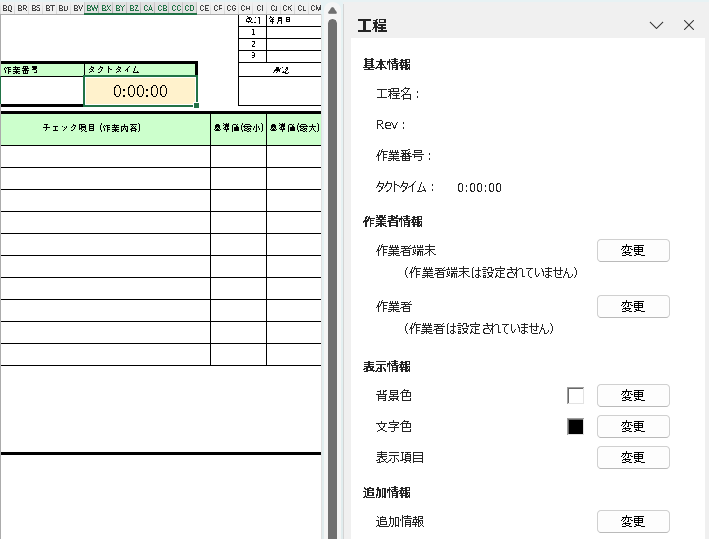 BQ BR BS BT BU BV BW BX BY BZ CA CB CC CD CE CF CG CH CI CJ CK CL CM
改訂 年月日
1
2
3
承認
作業番号 タクトタイム
0:00:00
チェック項目 (作業内容) 基準値(最小) 基準値(最大)
工程
基本情報
工程名：
Rev：
作業番号：
タクトタイム： 0:00:00
作業者情報
作業者端末 変更
（作業者端末は設定されていません）
作業者 変更
（作業者は設定されていません）
表示情報
背景色 変更
文字色 変更
表示項目 変更
追加情報
追加情報 変更